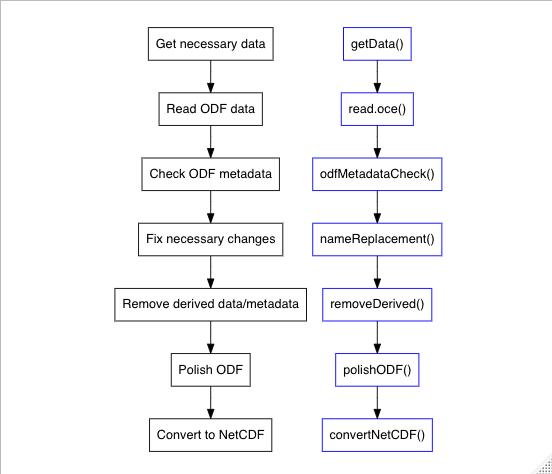 Get necessary data
getData()
Read ODF data
read.oce()
Check ODF metadata
odfMetadataCheck()
Fix necessary changes
nameReplacement()
Remove derived data/metadata
removeDerived()
Polish ODF
polishODF()
Convert to NetCDF
convertNetCDF()